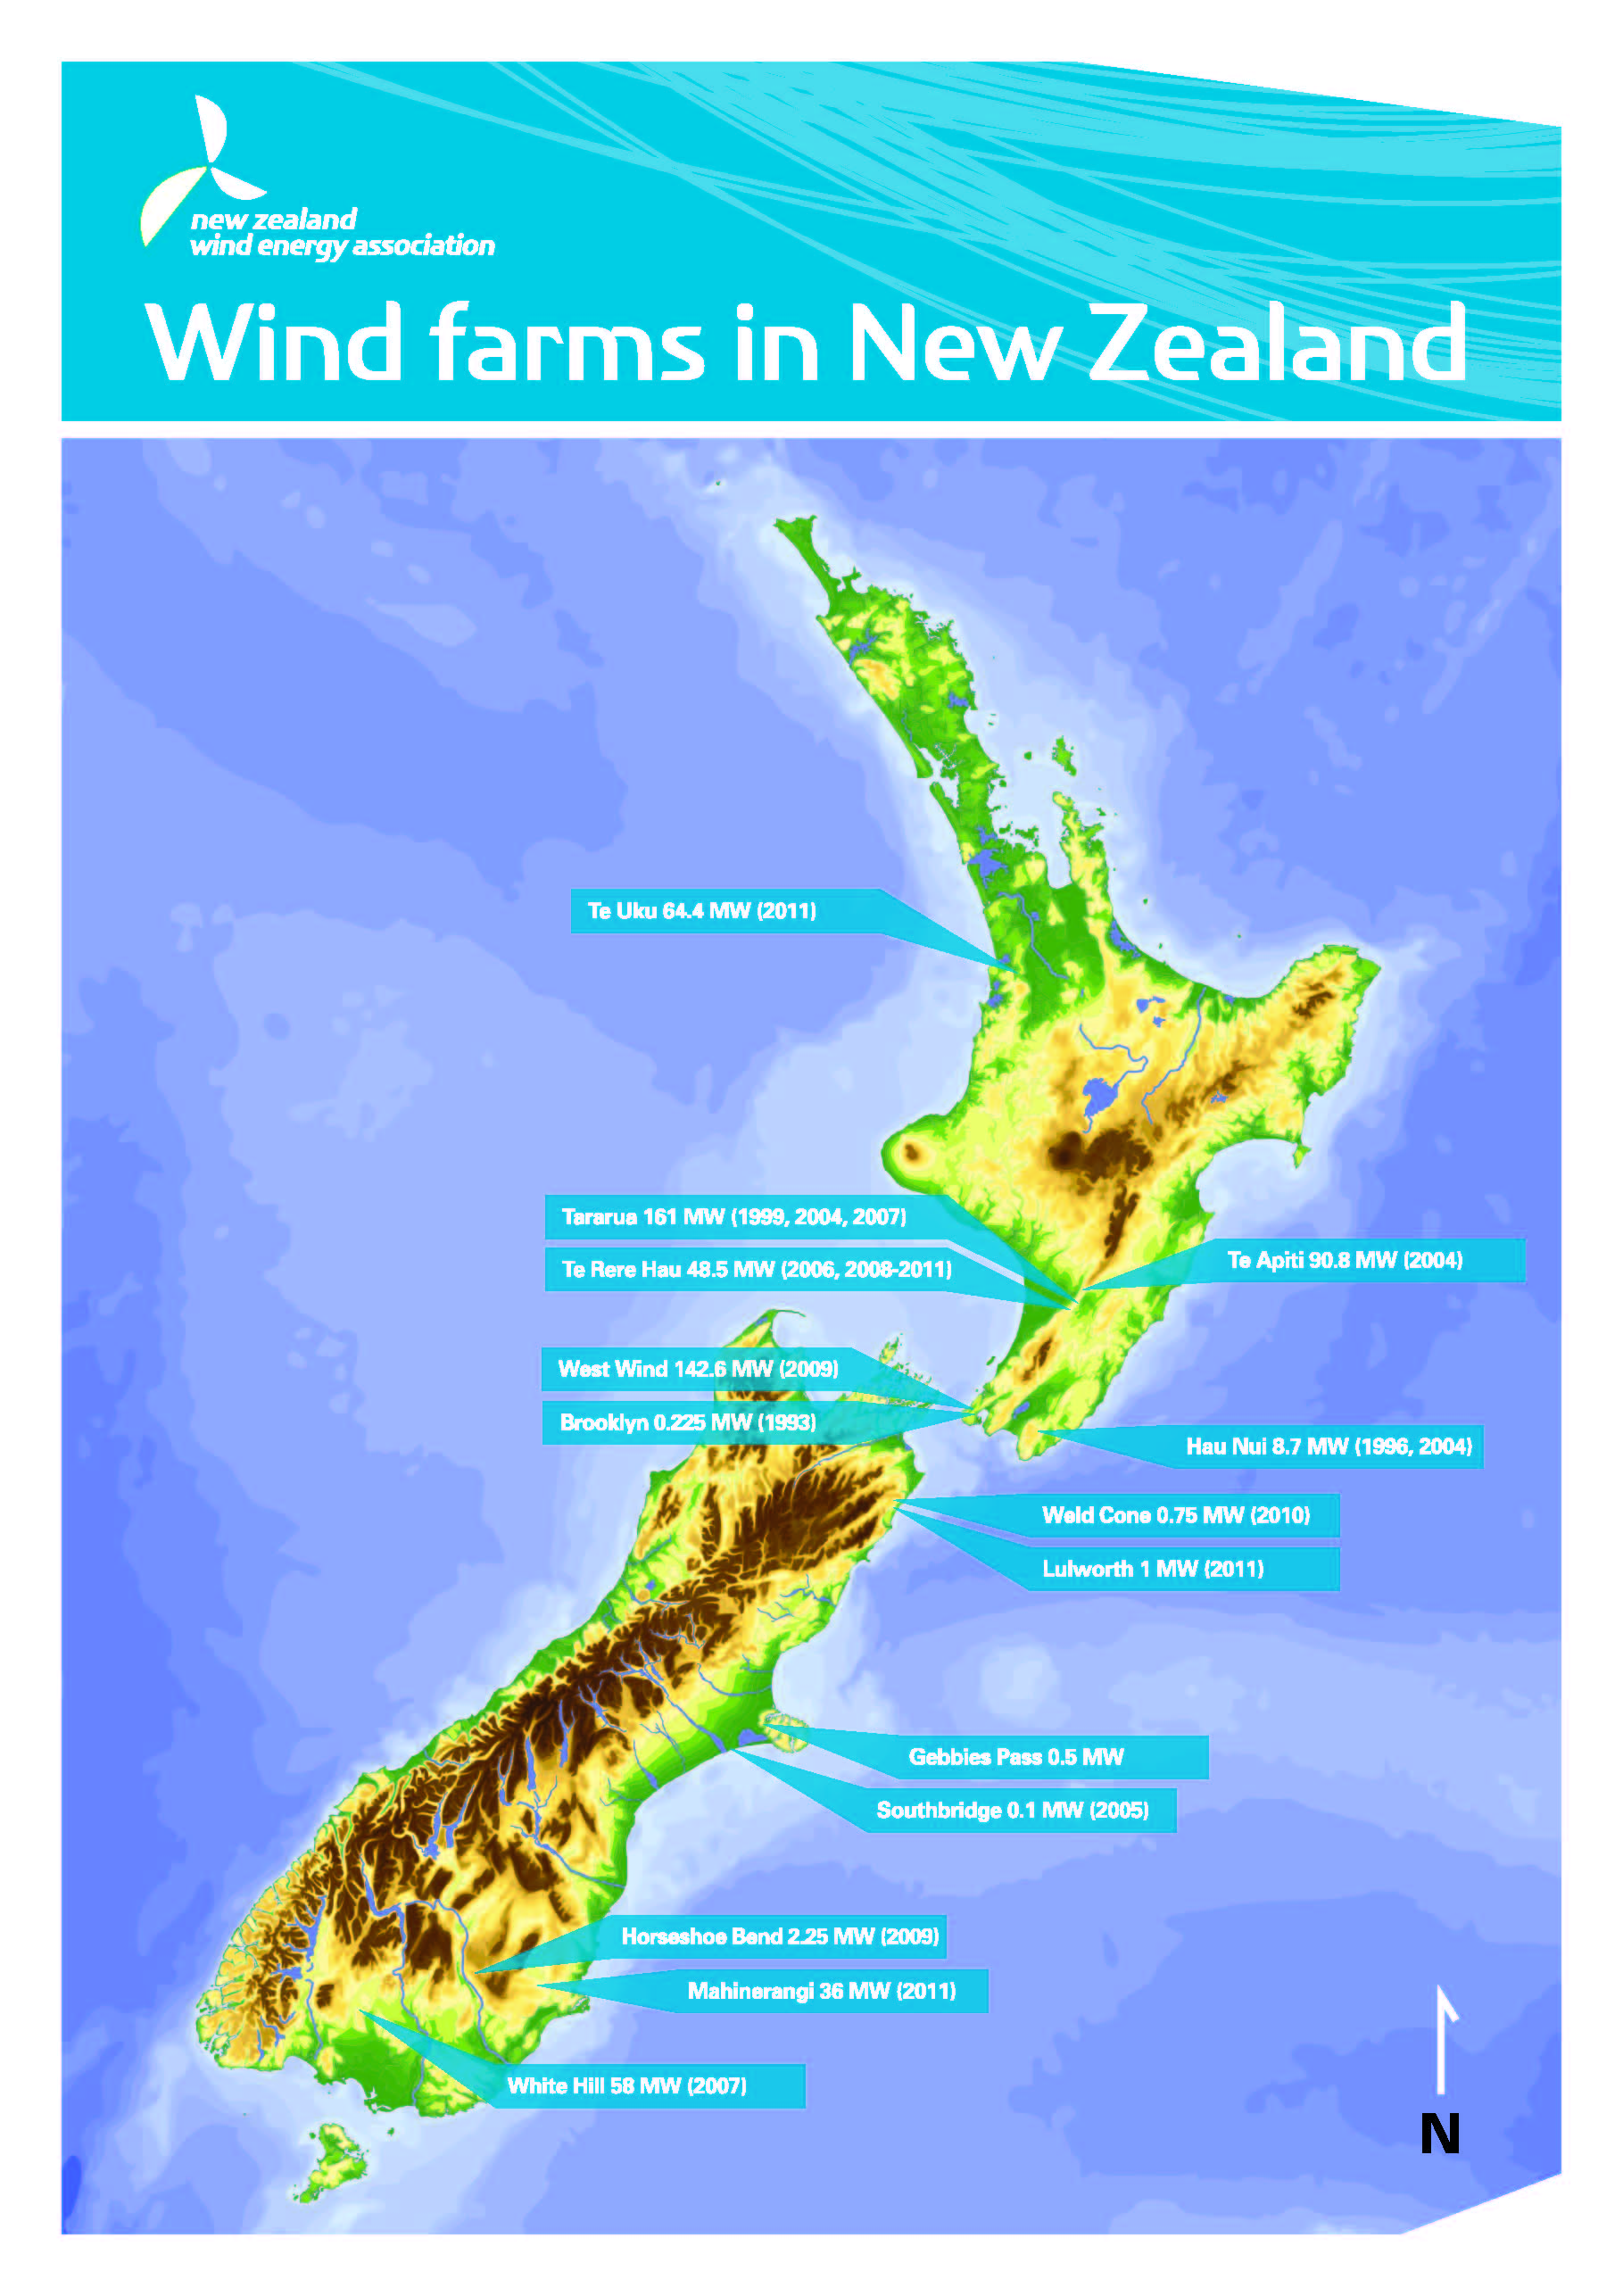 new zealand
wind energy association
Wind farms in New Zealand
Te Uku 64.4 MW (2011)
Tararua 161 MW (1999, 2004, 2007)
Te Rere Hau 48.5 MW (2006, 2008-2011)
Te Apiti 90.8 MW (2004)
West Wind 142.6 MW (2009)
Brooklyn 0.225 MW (1993)
Hau Nui 8.7 MW (1996, 2004)
Weld Cone 0.75 MW (2010)
Lulworth 1 MW (2011)
Gebbies Pass 0.5 MW
Southbridge 0.1 MW (2005)
Horseshoe Bend 2.25 MW (2009)
Mahinerangi 36 MW (2011)
White Hill 58 MW (2007)
N